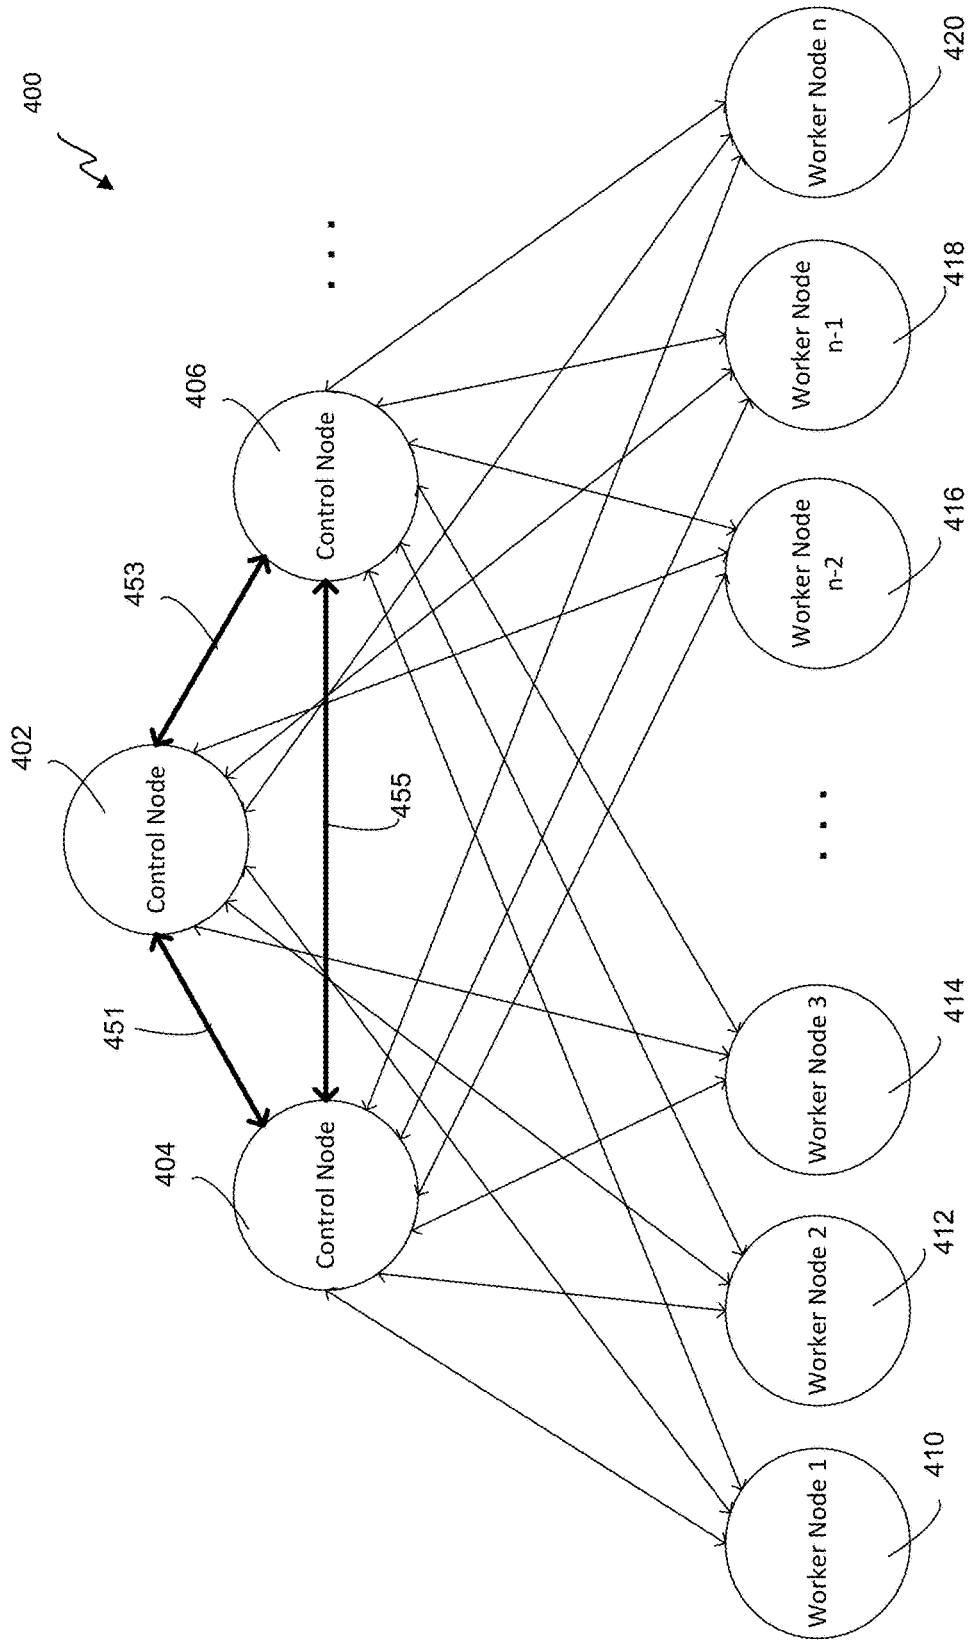 400
402
Control Node
451
453
404
Control Node
406
Control Node
. . .
455
Worker Node 1
Worker Node 2
Worker Node 3
. . .
Worker Node
n-2
Worker Node
n-1
Worker Node n
410
412
414
416
418
420